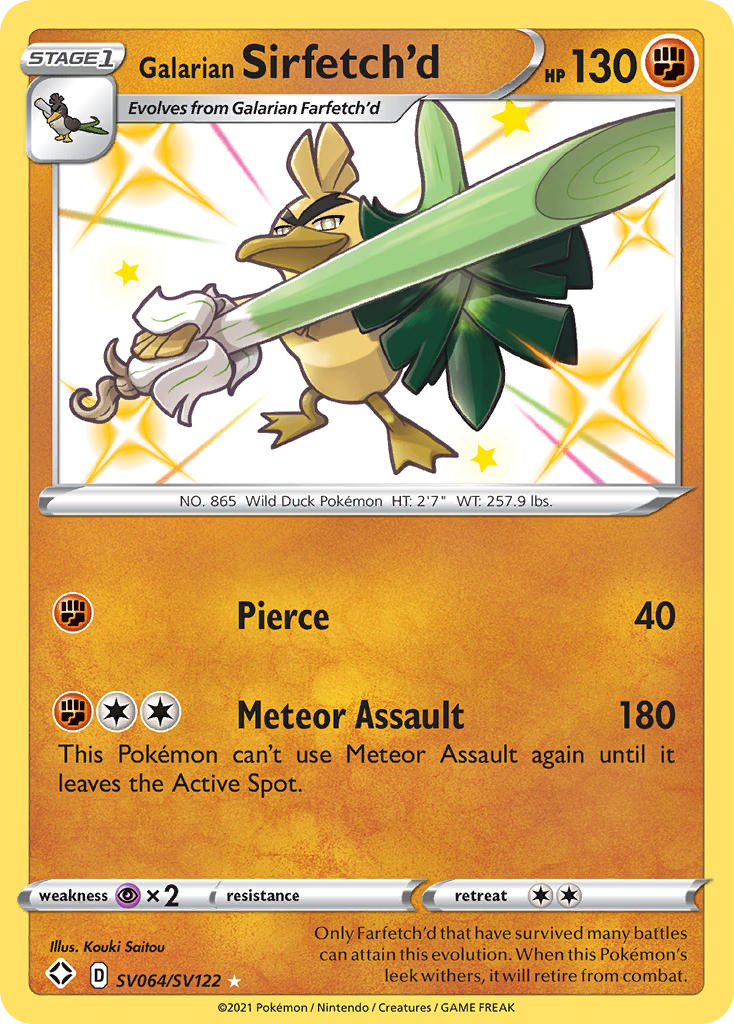 STAGE 1
Galarian Sirfetch'd
HP 130
Evolves from Galarian Farfetch'd
NO. 865 Wild Duck Pokémon HT: 2'7" WT: 257.9 lbs.
Pierce 40
Meteor Assault 180
This Pokémon can't use Meteor Assault again until it
leaves the Active Spot.
weakness ×2 resistance retreat
Illus. Kouki Saitou
Only Farfetch'd that have survived many battles
can attain this evolution. When this Pokémon's
leek withers, it will retire from combat.
D SV064/SV122
©2021 Pokémon / Nintendo / Creatures / GAME FREAK